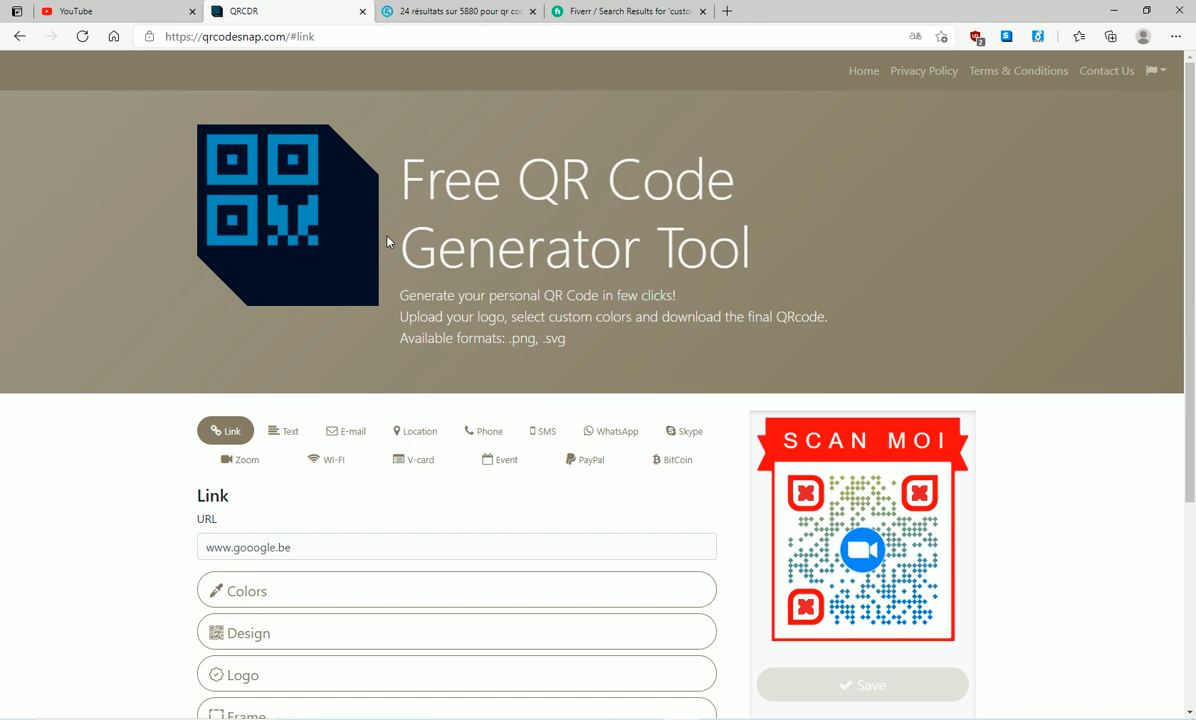 YouTube
QRCDR
24 résultats sur 5880 pour qr co
Fiverr / Search Results for 'custo
https://qrcodesnap.com/#link
2
Home Privacy Policy Terms & Conditions Contact Us
Free QR Code
Generator Tool
Generate your personal QR Code in few clicks!
Upload your logo, select custom colors and download the final QRcode.
Available formats: .png, .svg
Link Text E-mail Location Phone SMS WhatsApp Skype
Zoom WI-FI V-card Event PayPal BitCoin
Link
URL
www.gooogle.be
Colors
Design
Logo
Frame
SCAN MOI
Save